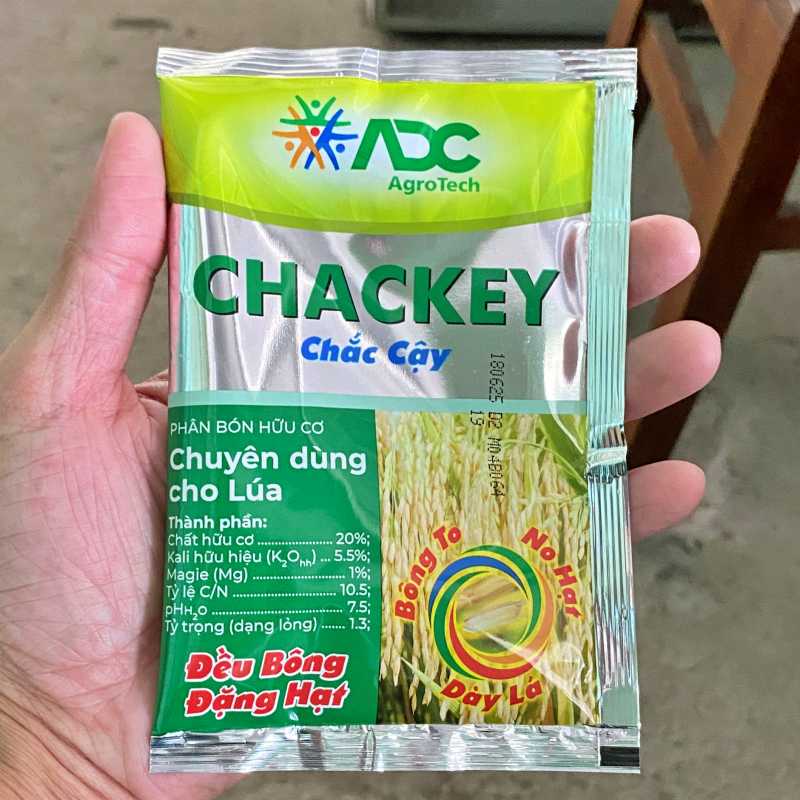 ADC
AgroTech
CHACKEY
Chắc Cậy
180625 D2 M04B064
19
PHÂN BÓN HỮU CƠ
Chuyên dùng
cho Lúa
Thành phần:
Chất hữu cơ ........................ 20%;
Kali hữu hiệu (K₂Ohh) ... 5.5%;
Magie (Mg) ........................... 1%;
Tỷ lệ C/N ............................. 10.5;
pHH₂O ................................. 7.5;
Tỷ trọng (dạng lỏng) ....... 1.3;
Đều Bông
Đặng Hạt
Bông To
No Hạt
Dày Lá